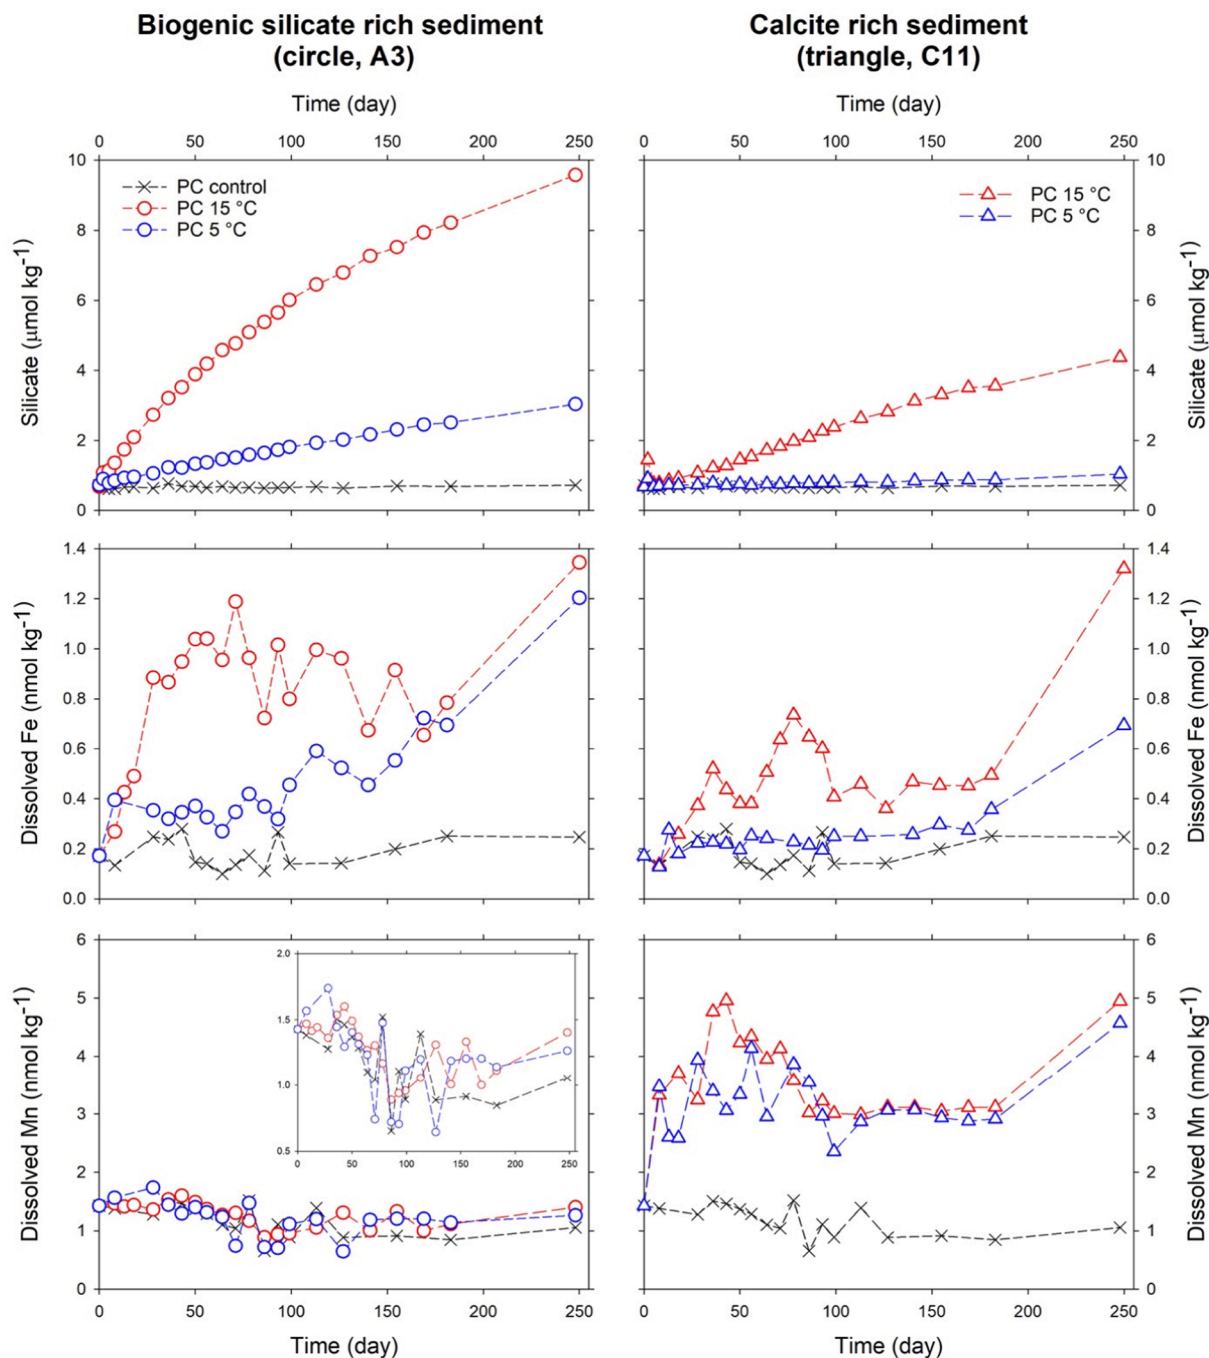 Biogenic silicate rich sediment
(circle, A3)
Calcite rich sediment
(triangle, C11)
Time (day)
Time (day)
0 50 100 150 200 250
0 50 100 150 200 250
10
8
6
4
2
0
Silicate (μmol kg⁻¹)
PC control
PC 15 °C
PC 5 °C
PC 15 °C
PC 5 °C
10
8
6
4
2
0
Silicate (μmol kg⁻¹)
1.4
1.2
1.0
0.8
0.6
0.4
0.2
0.0
Dissolved Fe (nmol kg⁻¹)
1.4
1.2
1.0
0.8
0.6
0.4
0.2
0.0
Dissolved Fe (nmol kg⁻¹)
6
5
4
3
2
1
0
Dissolved Mn (nmol kg⁻¹)
2.0
1.5
1.0
0.5
0 50 100 150 200 250
6
5
4
3
2
1
0
Dissolved Mn (nmol kg⁻¹)
0 50 100 150 200 250
0 50 100 150 200 250
Time (day)
Time (day)